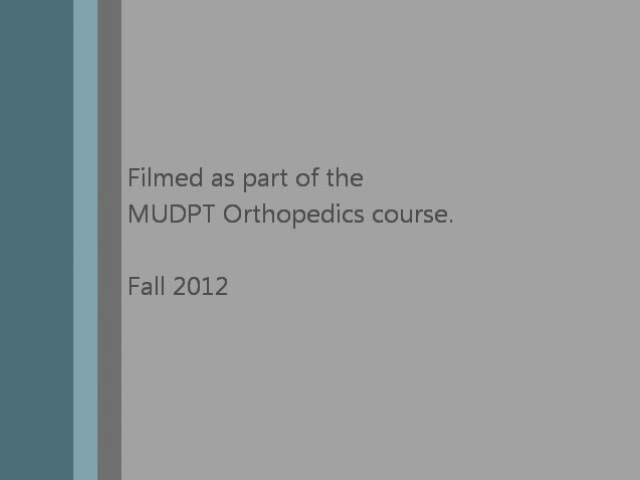 Filmed as part of the
MUDPT Orthopedics course.
Fall 2012